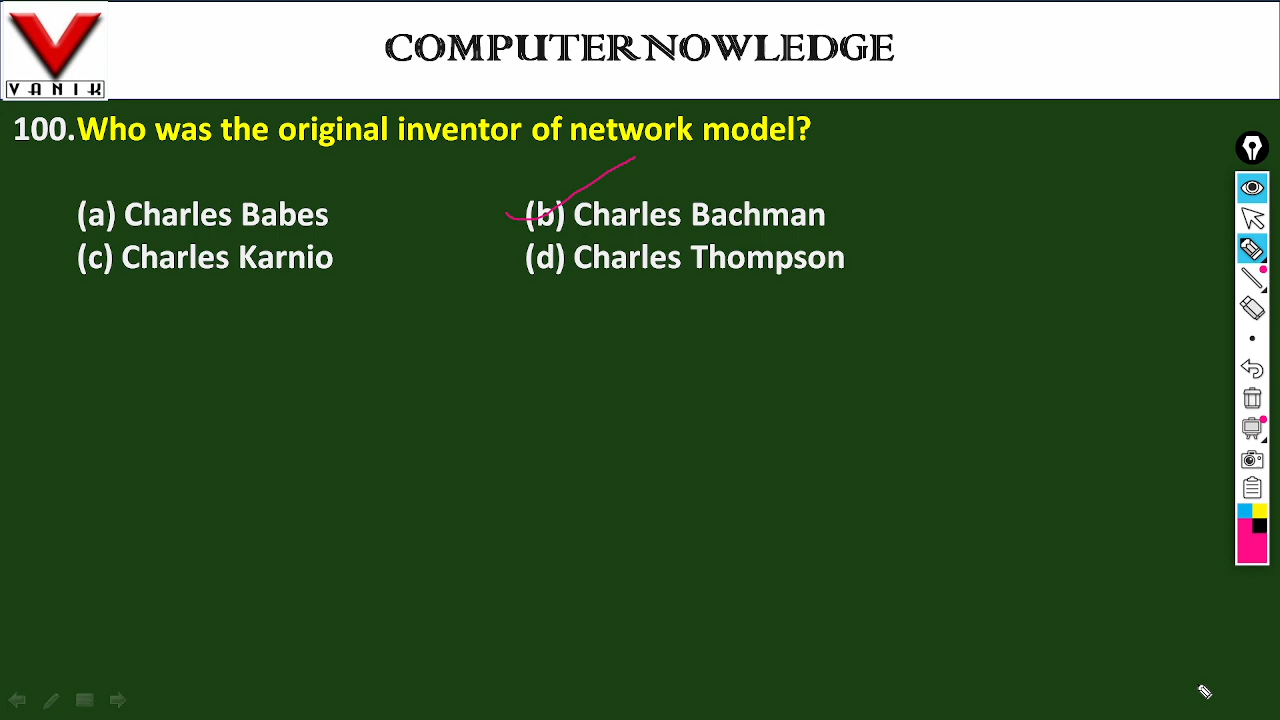 VANIK
COMPUTERNOWLEDGE
100.Who was the original inventor of network model?
(a) Charles Babes (b) Charles Bachman
(c) Charles Karnio (d) Charles Thompson